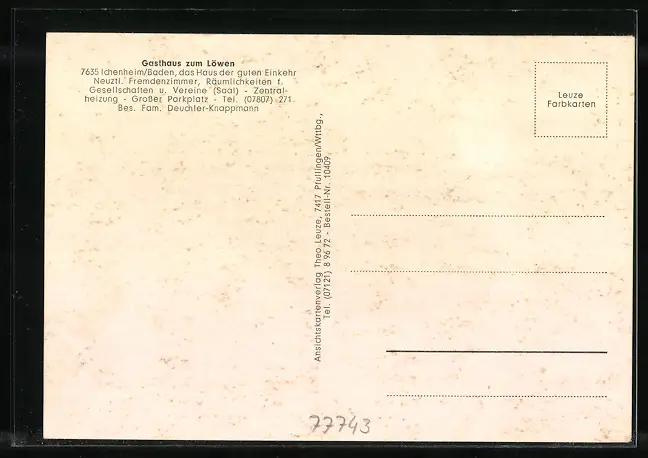 Gasthaus zum Löwen
7635 Ichenheim/Baden, das Haus der guten Einkehr
Neuztl. Fremdenzimmer, Räumlichkeiten f.
Gesellschaften u. Vereine (Saal) - Zentral-
heizung - Großer Parkplatz - Tel. (07807) 271
Bes. Fam. Deuchler-Knappmann
Ansichtskartenverlag Theo Leuze, 7417 Pfullingen/Wttbg.,
Tel. (07121) 8 96 72 - Bestell-Nr. 10409
Leuze
Farbkarten
77743